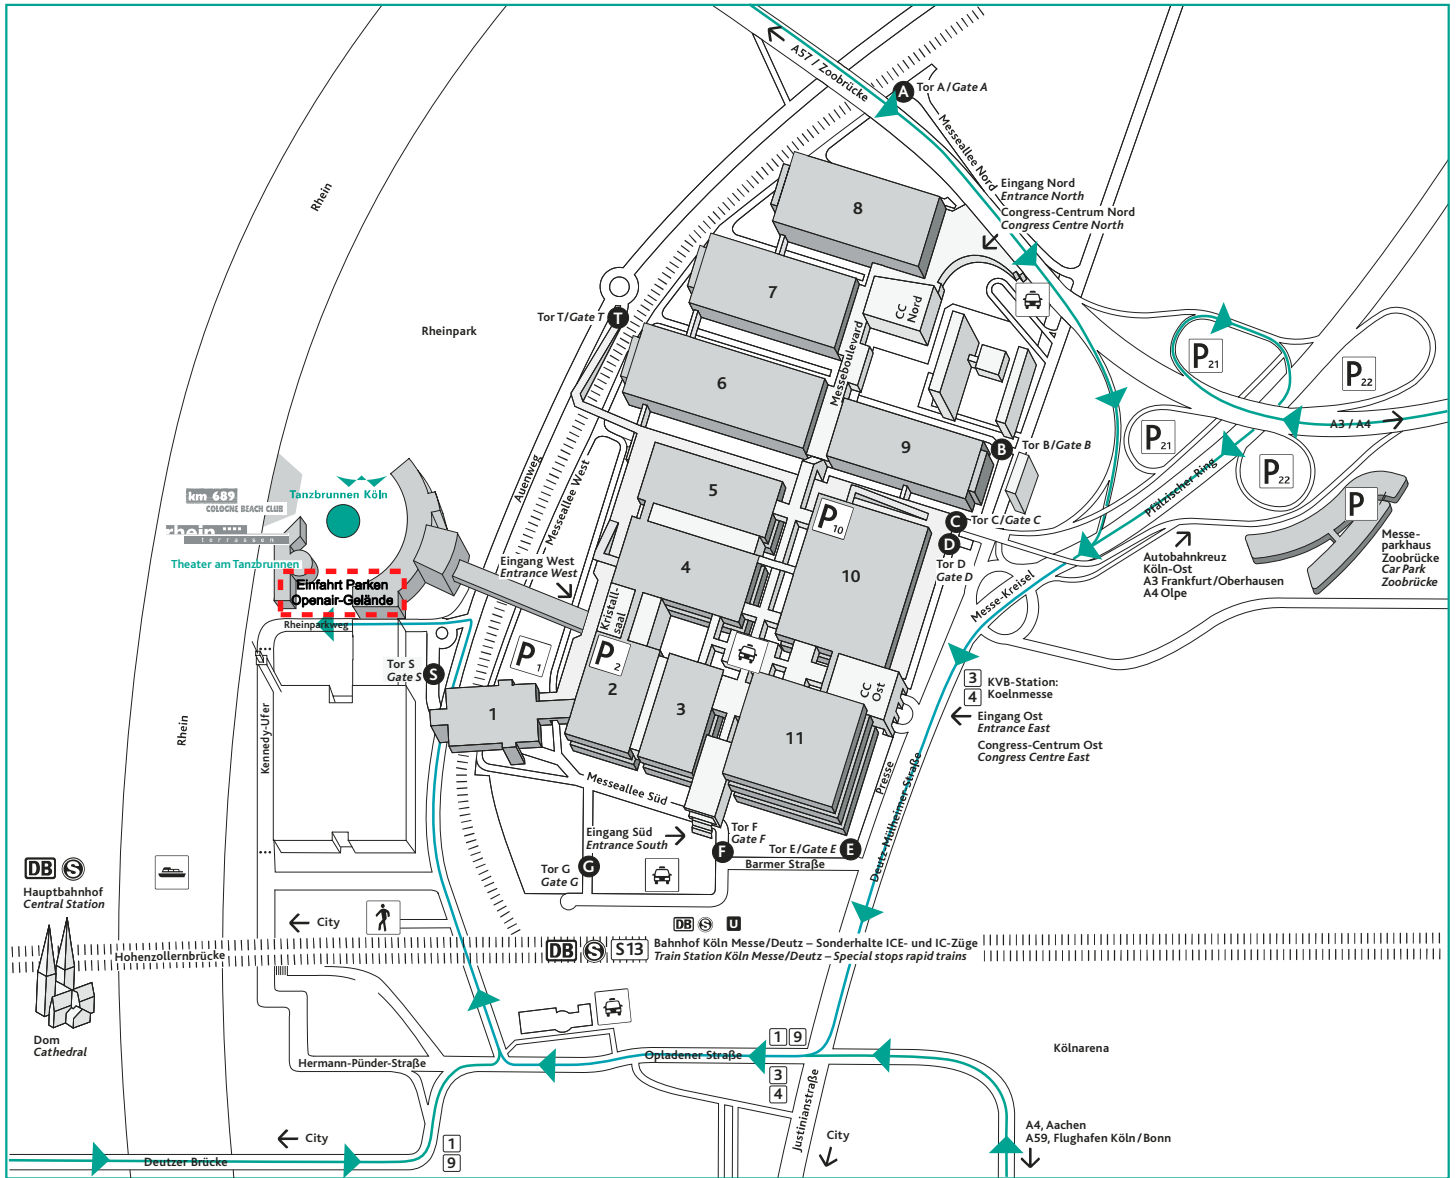 A57 / Zoobrücke
A
Tor A/Gate A
Messeallee Nord
Eingang Nord
Entrance North
Congress-Centrum Nord
Congress Centre North
Rhein
8
7
CC
Nord
Tor T/Gate T
T
Rheinpark
Messeboulevard
6
P21
P22
A3 / A4
9
B
Tor B/Gate B
P21
P22
Pfälzischer Ring
P
Messe-
parkhaus
Zoobrücke
Car Park
Zoobrücke
Auenweg
Messeallee West
5
P10
C
Tor C/Gate C
D
Tor D
Gate D
Autobahnkreuz
Köln-Ost
A3 Frankfurt/Oberhausen
A4 Olpe
km 689
COLOGNE BEACH CLUB
Tanzbrunnen Köln
rhein
terrassen
Theater am Tanzbrunnen
Einfahrt Parken
Openair-Gelände
Rheinparkweg
Eingang West
Entrance West
4
10
Kristall-
saal
Messe-Kreisel
Tor S
Gate S
S
P1
P2
1
2
3
11
CC
Ost
3
4
KVB-Station:
Koelnmesse
Eingang Ost
Entrance East
Congress-Centrum Ost
Congress Centre East
Rhein
Kennedy-Ufer
Messeallee Süd
Presse
Deutz-Mülheimer Straße
Eingang Süd
Entrance South
Tor F
Gate F
F
Tor E/Gate E
E
Barmer Straße
Tor G
Gate G
G
DB S
Hauptbahnhof
Central Station
City
DB S U
DB S S13
Bahnhof Köln Messe/Deutz – Sonderhalte ICE- und IC-Züge
Train Station Köln Messe/Deutz – Special stops rapid trains
Hohenzollernbrücke
Dom
Cathedral
Hermann-Pünder-Straße
Opladener Straße
1 9
3
4
Kölnarena
Justinianstraße
City
City
1
9
Deutzer Brücke
A4, Aachen
A59, Flughafen Köln/Bonn